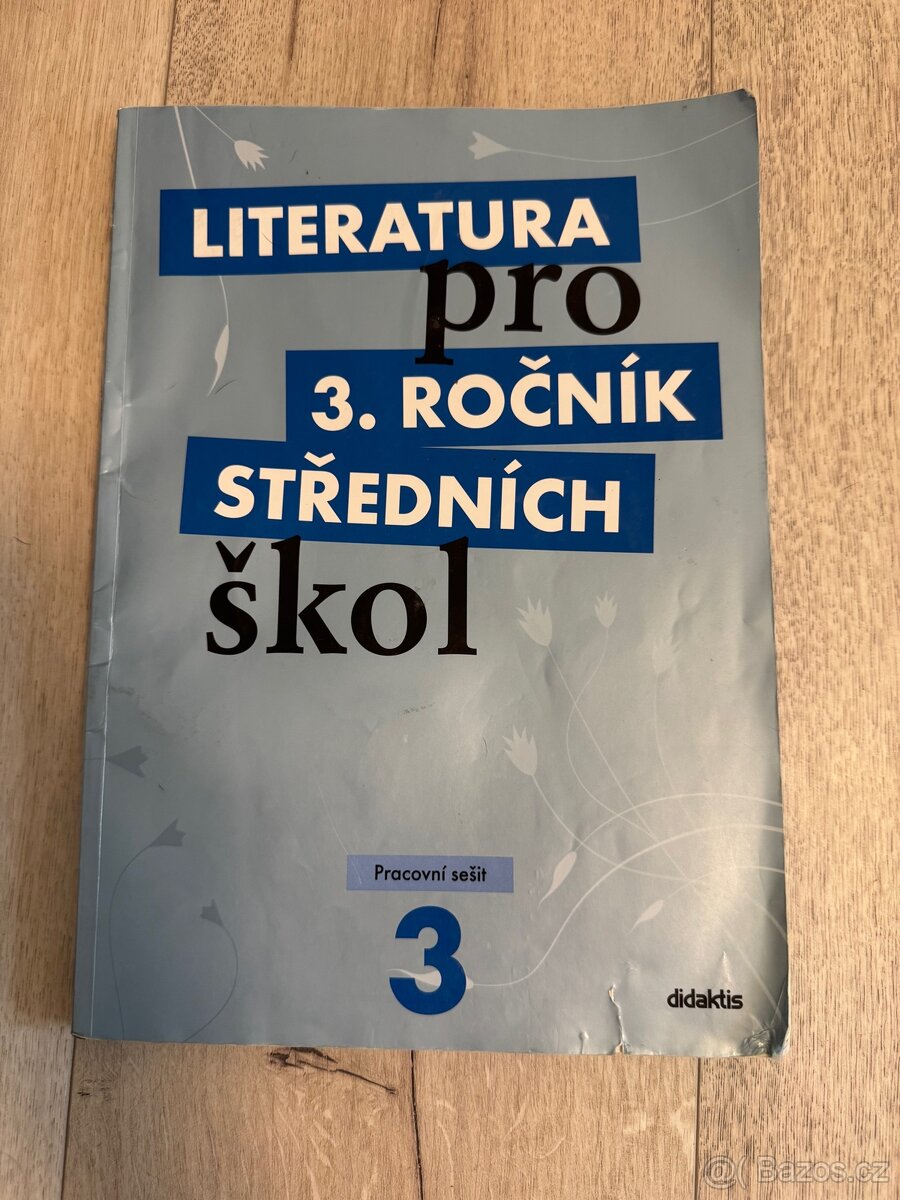 LITERATURA
pro
3. ROČNÍK
STŘEDNÍCH
škol
Pracovní sešit
3
didaktis
@ Bazos.cz